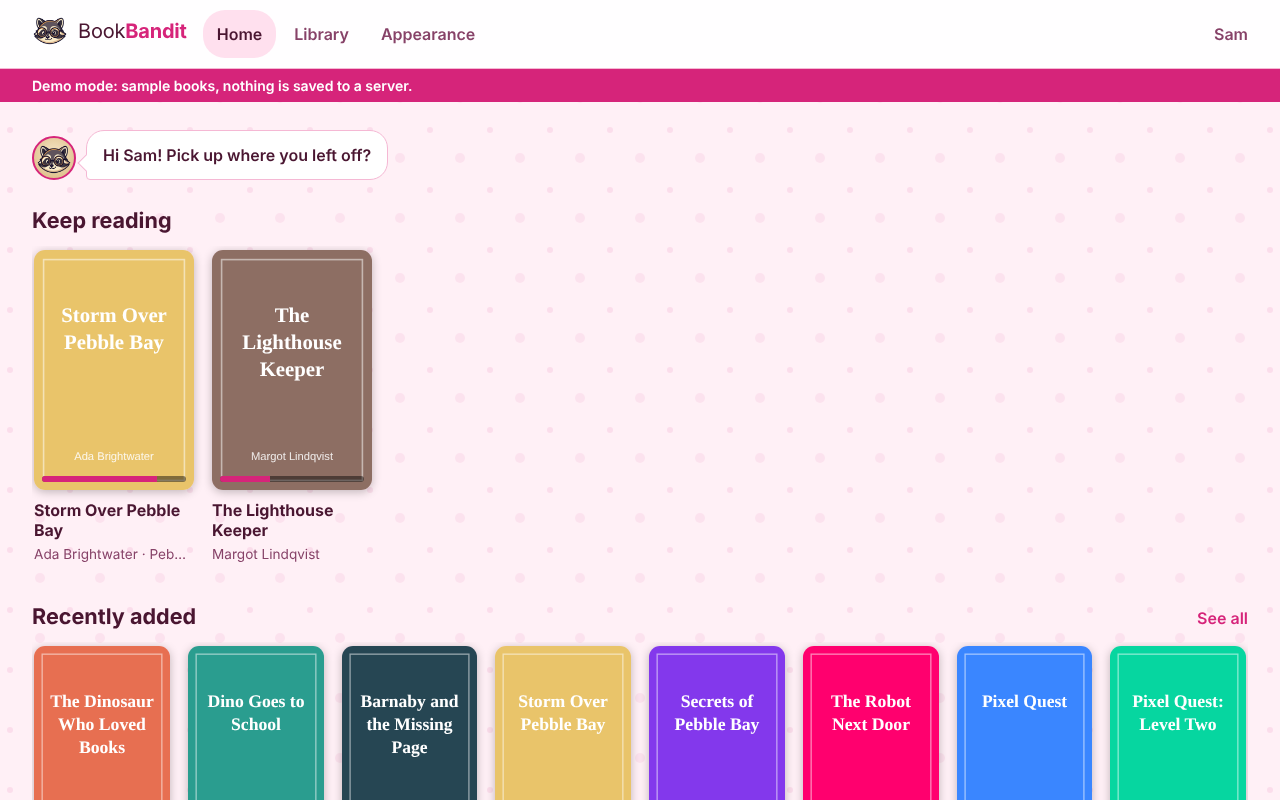 BookBandit
Home
Library
Appearance
Sam
Demo mode: sample books, nothing is saved to a server.
Hi Sam! Pick up where you left off?
Keep reading
Storm Over
Pebble Bay
Ada Brightwater
Storm Over Pebble
Bay
Ada Brightwater · Peb...
The
Lighthouse
Keeper
Margot Lindqvist
The Lighthouse
Keeper
Margot Lindqvist
Recently added
See all
The Dinosaur
Who Loved
Books
Dino Goes to
School
Barnaby and
the Missing
Page
Storm Over
Pebble Bay
Secrets of
Pebble Bay
The Robot
Next Door
Pixel Quest
Pixel Quest:
Level Two